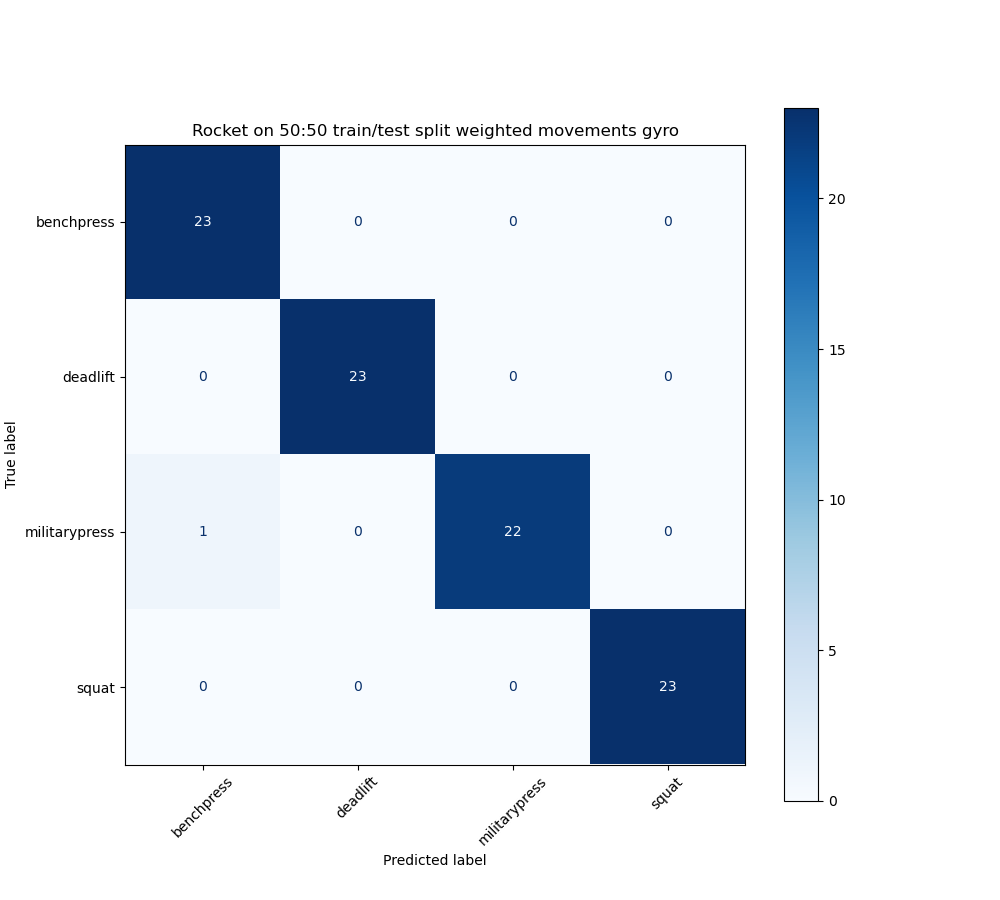 Rocket on 50:50 train/test split weighted movements gyro
True label
benchpress 23 0 0 0
deadlift 0 23 0 0
militarypress 1 0 22 0
squat 0 0 0 23
benchpress deadlift militarypress squat
Predicted label
20
15
10
5
0